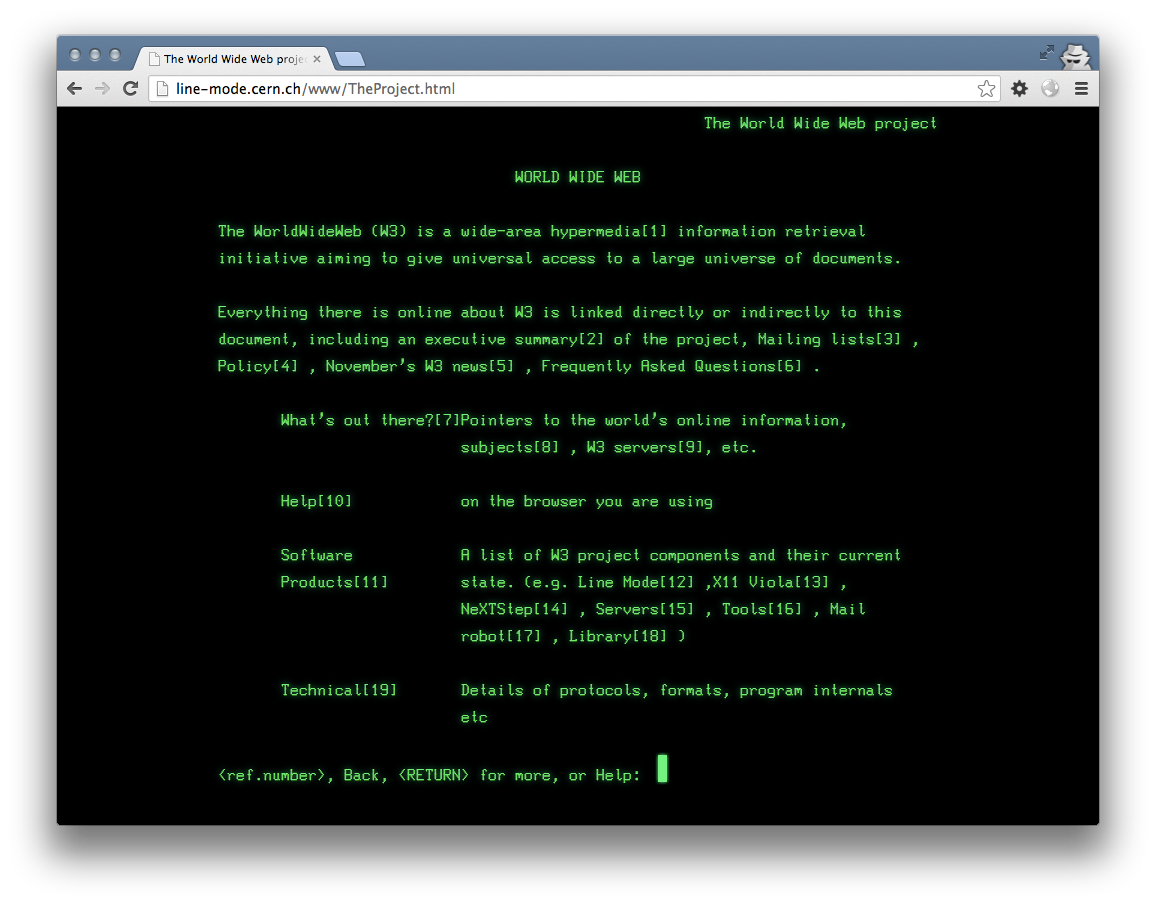 The World Wide Web proje
line-mode.cern.ch/www/TheProject.html
The World Wide Web project
WORLD WIDE WEB
The WorldWideWeb (W3) is a wide-area hypermedia[1] information retrieval
initiative aiming to give universal access to a large universe of documents.
Everything there is online about W3 is linked directly or indirectly to this
document, including an executive summary[2] of the project, Mailing lists[3] ,
Policy[4] , November's W3 news[5] , Frequently Asked Questions[6] .
What's out there?[7]Pointers to the world's online information,
subjects[8] , W3 servers[9], etc.
Help[10] on the browser you are using
Software A list of W3 project components and their current
Products[11] state. (e.g. Line Mode[12] ,X11 Viola[13] ,
NeXTStep[14] , Servers[15] , Tools[16] , Mail
robot[17] , Library[18] )
Technical[19] Details of protocols, formats, program internals
etc
<ref.number>, Back, <RETURN> for more, or Help: